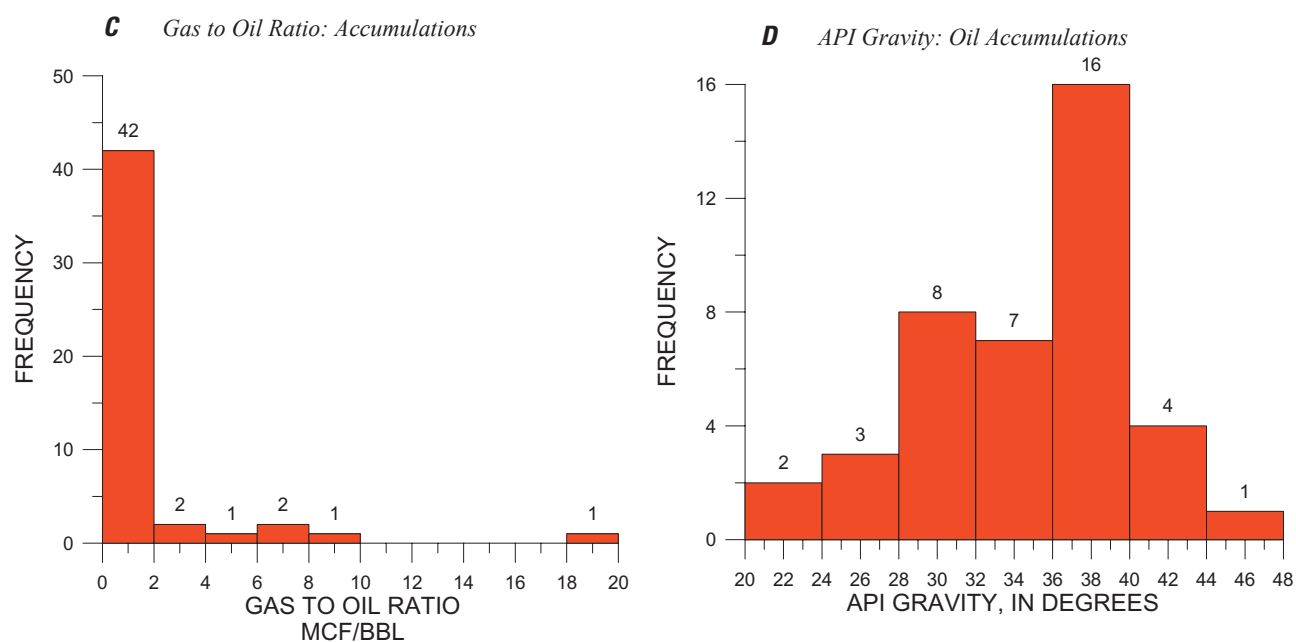 C Gas to Oil Ratio: Accumulations
50
40
30
20
10
0
FREQUENCY
42
2
1
2
1
1
0 2 4 6 8 10 12 14 16 18 20
GAS TO OIL RATIO
MCF/BBL
D API Gravity: Oil Accumulations
16
12
8
4
0
FREQUENCY
2
3
8
7
16
4
1
20 22 24 26 28 30 32 34 36 38 40 42 44 46 48
API GRAVITY, IN DEGREES